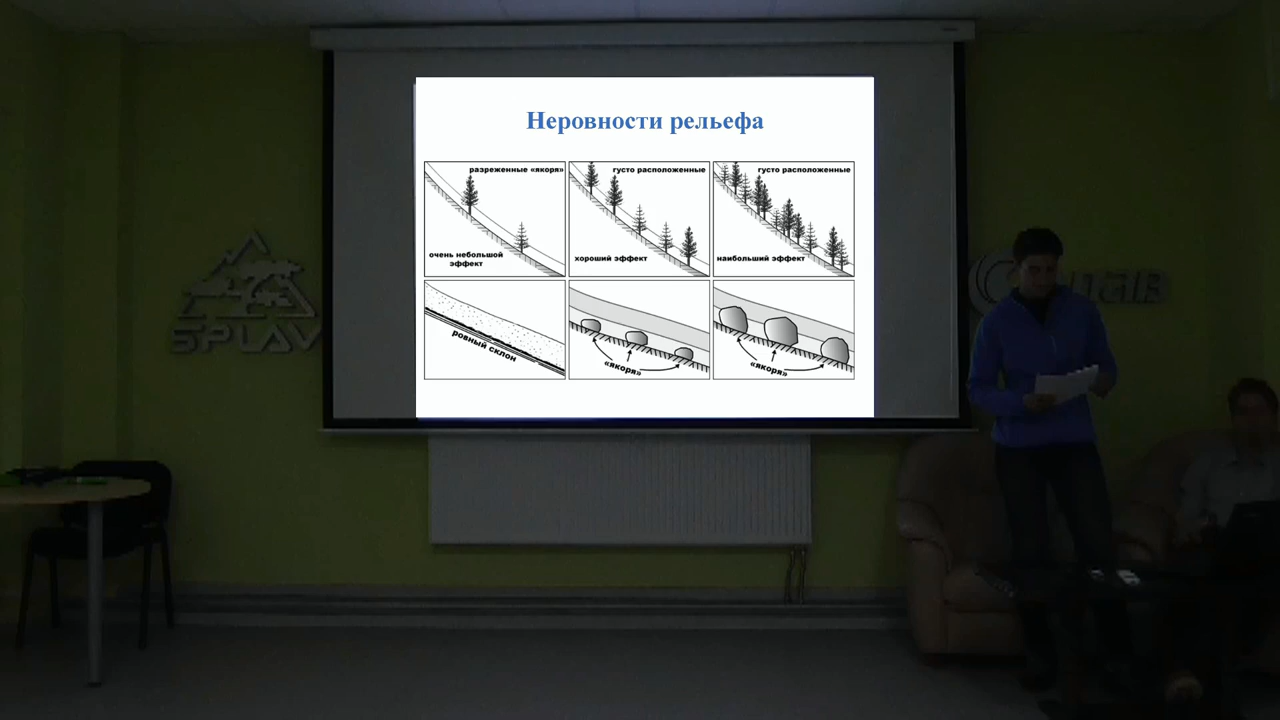 Неровности рельефа
разреженные «якоря»
очень небольшой
эффект
густо расположенные
хороший эффект
густо расположенные
наибольший эффект
ровный склон
«якоря»
«якоря»
SPLAV